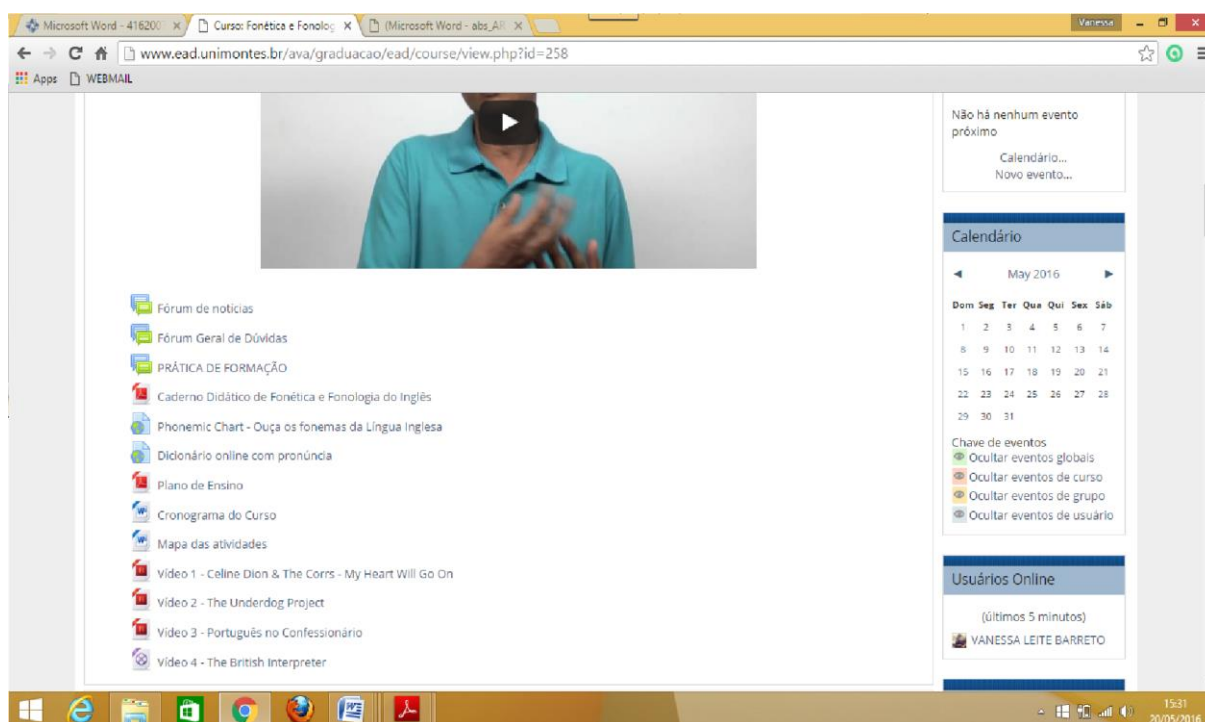 Microsoft Word - 416200
Curso: Fonética e Fonolog
(Microsoft Word - abs_AR
Vanessa
www.ead.unimontes.br/ava/graduacao/ead/course/view.php?id=258
Apps WEBMAIL
Não há nenhum evento
próximo
Calendário...
Novo evento...
Fórum de notícias
Fórum Geral de Dúvidas
PRÁTICA DE FORMAÇÃO
Caderno Didático de Fonética e Fonologia do Inglês
Phonemic Chart - Ouça os fonemas da Língua Inglesa
Dicionário online com pronúncia
Plano de Ensino
Cronograma do Curso
Mapa das atividades
Vídeo 1 - Celine Dion & The Corrs - My Heart Will Go On
Vídeo 2 - The Underdog Project
Vídeo 3 - Português no Confessionário
Vídeo 4 - The British Interpreter
Calendário
May 2016
Dom Seg Ter Qua Qui Sex Sáb
1 2 3 4 5 6 7
8 9 10 11 12 13 14
15 16 17 18 19 20 21
22 23 24 25 26 27 28
29 30 31
Chave de eventos
Ocultar eventos globais
Ocultar eventos de curso
Ocultar eventos de grupo
Ocultar eventos de usuário
Usuários Online
(últimos 5 minutos)
VANESSA LEITE BARRETO
15:31
20/05/2016